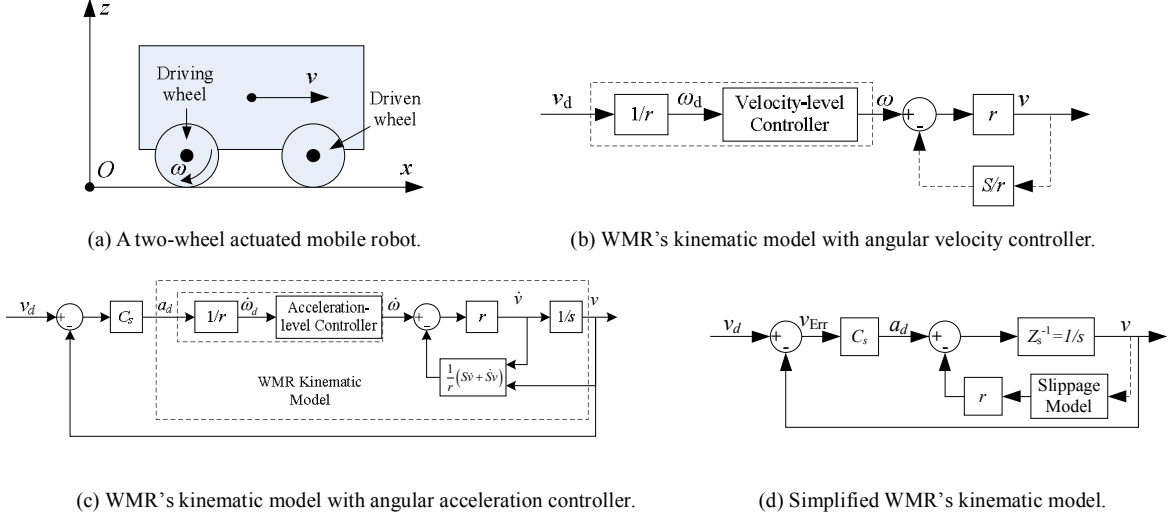 z
Driving
wheel
v
Driven
wheel
ω
O
x
(a) A two-wheel actuated mobile robot.
v_d
1/r
ω_d
Velocity-level
Controller
ω
+
-
r
v
S/r
(b) WMR's kinematic model with angular velocity controller.
v_d
-
C_s
a_d
1/r
ω̇_d
Acceleration-
level Controller
ω̇
-
r
v̇
1/s
v
1/r (Sv̇ + Ṡv)
WMR Kinematic
Model
(c) WMR's kinematic model with angular acceleration controller.
v_d
-
v_Err
C_s
a_d
-
Z_s^-1=1/s
v
r
Slippage
Model
(d) Simplified WMR's kinematic model.